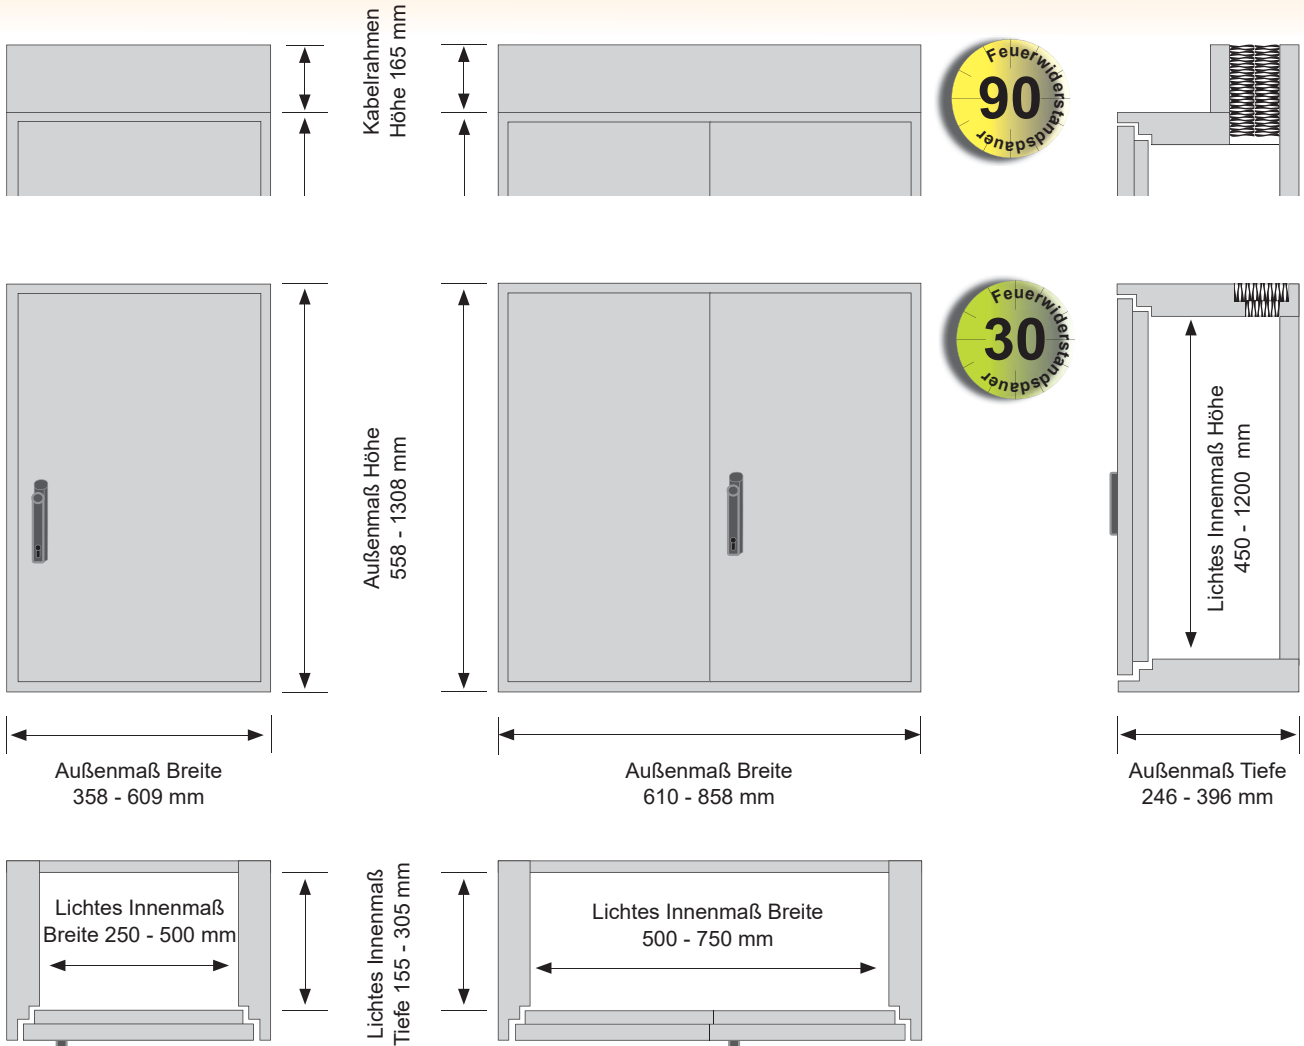 Kabelrahmen
Höhe 165 mm
Feuerwiderstandsdauer
90
Feuerwiderstandsdauer
30
Außenmaß Höhe
558 - 1308 mm
Lichtes Innenmaß Höhe
450 - 1200 mm
Außenmaß Breite
358 - 609 mm
Außenmaß Breite
610 - 858 mm
Außenmaß Tiefe
246 - 396 mm
Lichtes Innenmaß
Breite 250 - 500 mm
Lichtes Innenmaß
Tiefe 155 - 305 mm
Lichtes Innenmaß Breite
500 - 750 mm